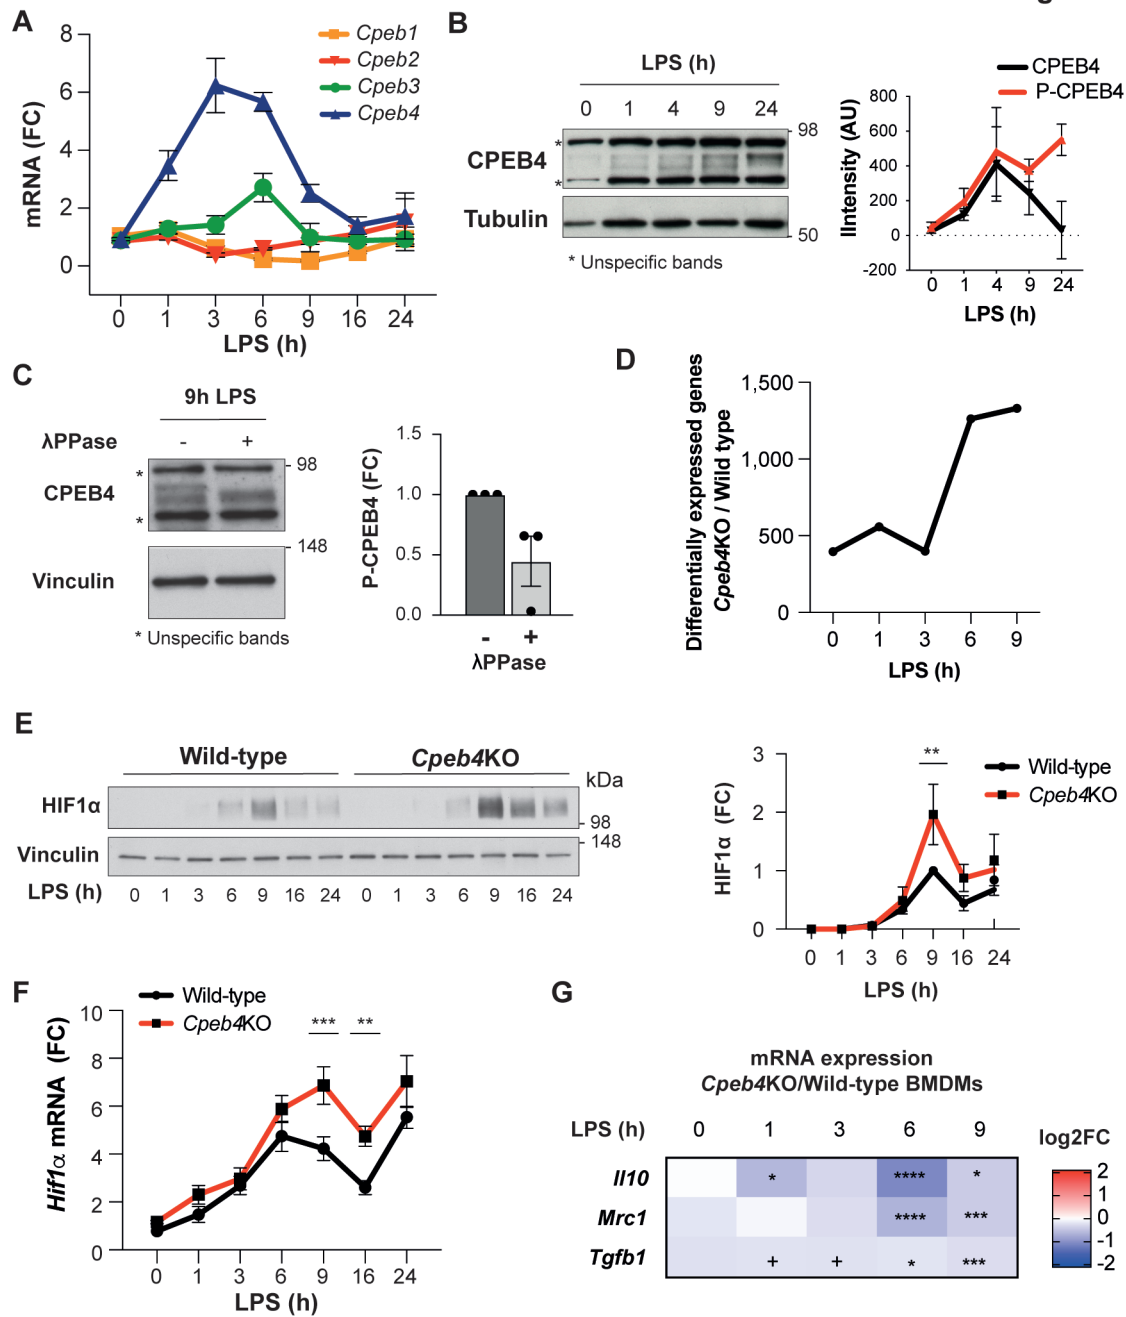 A
8
6
4
2
0
mRNA (FC)
Cpeb1
Cpeb2
Cpeb3
Cpeb4
0 1 3 6 9 16 24
LPS (h)
B
LPS (h)
0 1 4 9 24
*
*
CPEB4
Tubulin
98
50
* Unspecific bands
CPEB4
P-CPEB4
IIntensity (AU)
800
600
400
200
0
-200
0 1 4 9 24
LPS (h)
C
9h LPS
λPPase - +
*
*
CPEB4
98
148
Vinculin
* Unspecific bands
P-CPEB4 (FC)
1.5
1.0
0.5
0.0
- +
λPPase
D
Differentially expressed genes
Cpeb4KO / Wild type
1,500
1,000
500
0
0 1 3 6 9
LPS (h)
E
Wild-type Cpeb4KO
kDa
HIF1α
98
148
Vinculin
LPS (h) 0 1 3 6 9 16 24 0 1 3 6 9 16 24
HIF1α (FC)
3
2
1
0
**
Wild-type
Cpeb4KO
0 1 3 6 9 16 24
LPS (h)
F
Wild-type
Cpeb4KO
*** **
Hif1α mRNA (FC)
10
8
6
4
2
0
0 1 3 6 9 16 24
LPS (h)
G
mRNA expression
Cpeb4KO/Wild-type BMDMs
LPS (h) 0 1 3 6 9
Il10 * **** *
Mrc1 **** ***
Tgfb1 + + * ***
log2FC
2
1
0
-1
-2